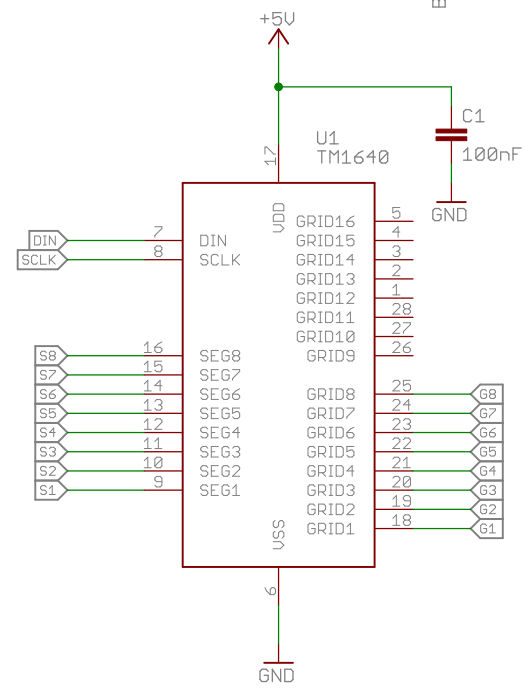 +5V
C1
100nF
GND
U1
TM1640
17
VDD
DIN 7 DIN
SCLK 8 SCLK
S8 16 SEG8
S7 15 SEG7
S6 14 SEG6
S5 13 SEG5
S4 12 SEG4
S3 11 SEG3
S2 10 SEG2
S1 9 SEG1
GRID16 5
GRID15 4
GRID14 3
GRID13 2
GRID12 1
GRID11 28
GRID10 27
GRID9 26
GRID8 25 G8
GRID7 24 G7
GRID6 23 G6
GRID5 22 G5
GRID4 21 G4
GRID3 20 G3
GRID2 19 G2
GRID1 18 G1
VSS
6
GND